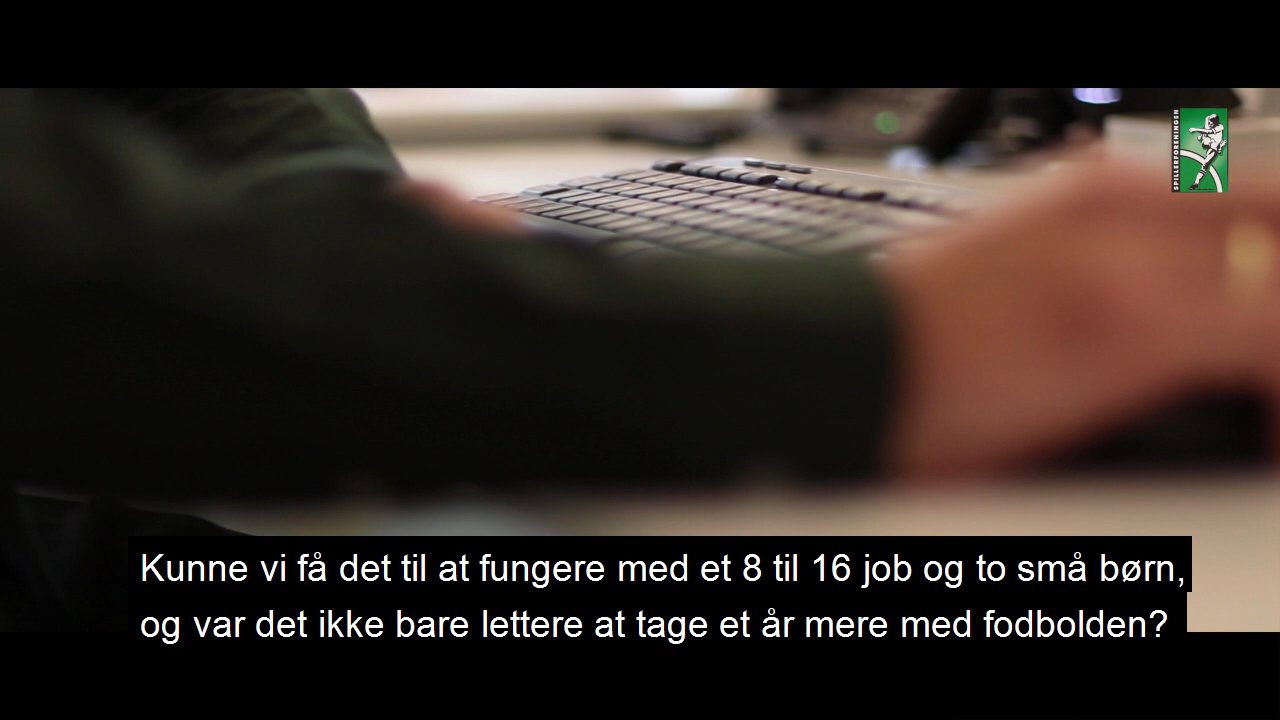 SPILLERFORENINGEN
Kunne vi få det til at fungere med et 8 til 16 job og to små børn,
og var det ikke bare lettere at tage et år mere med fodbolden?